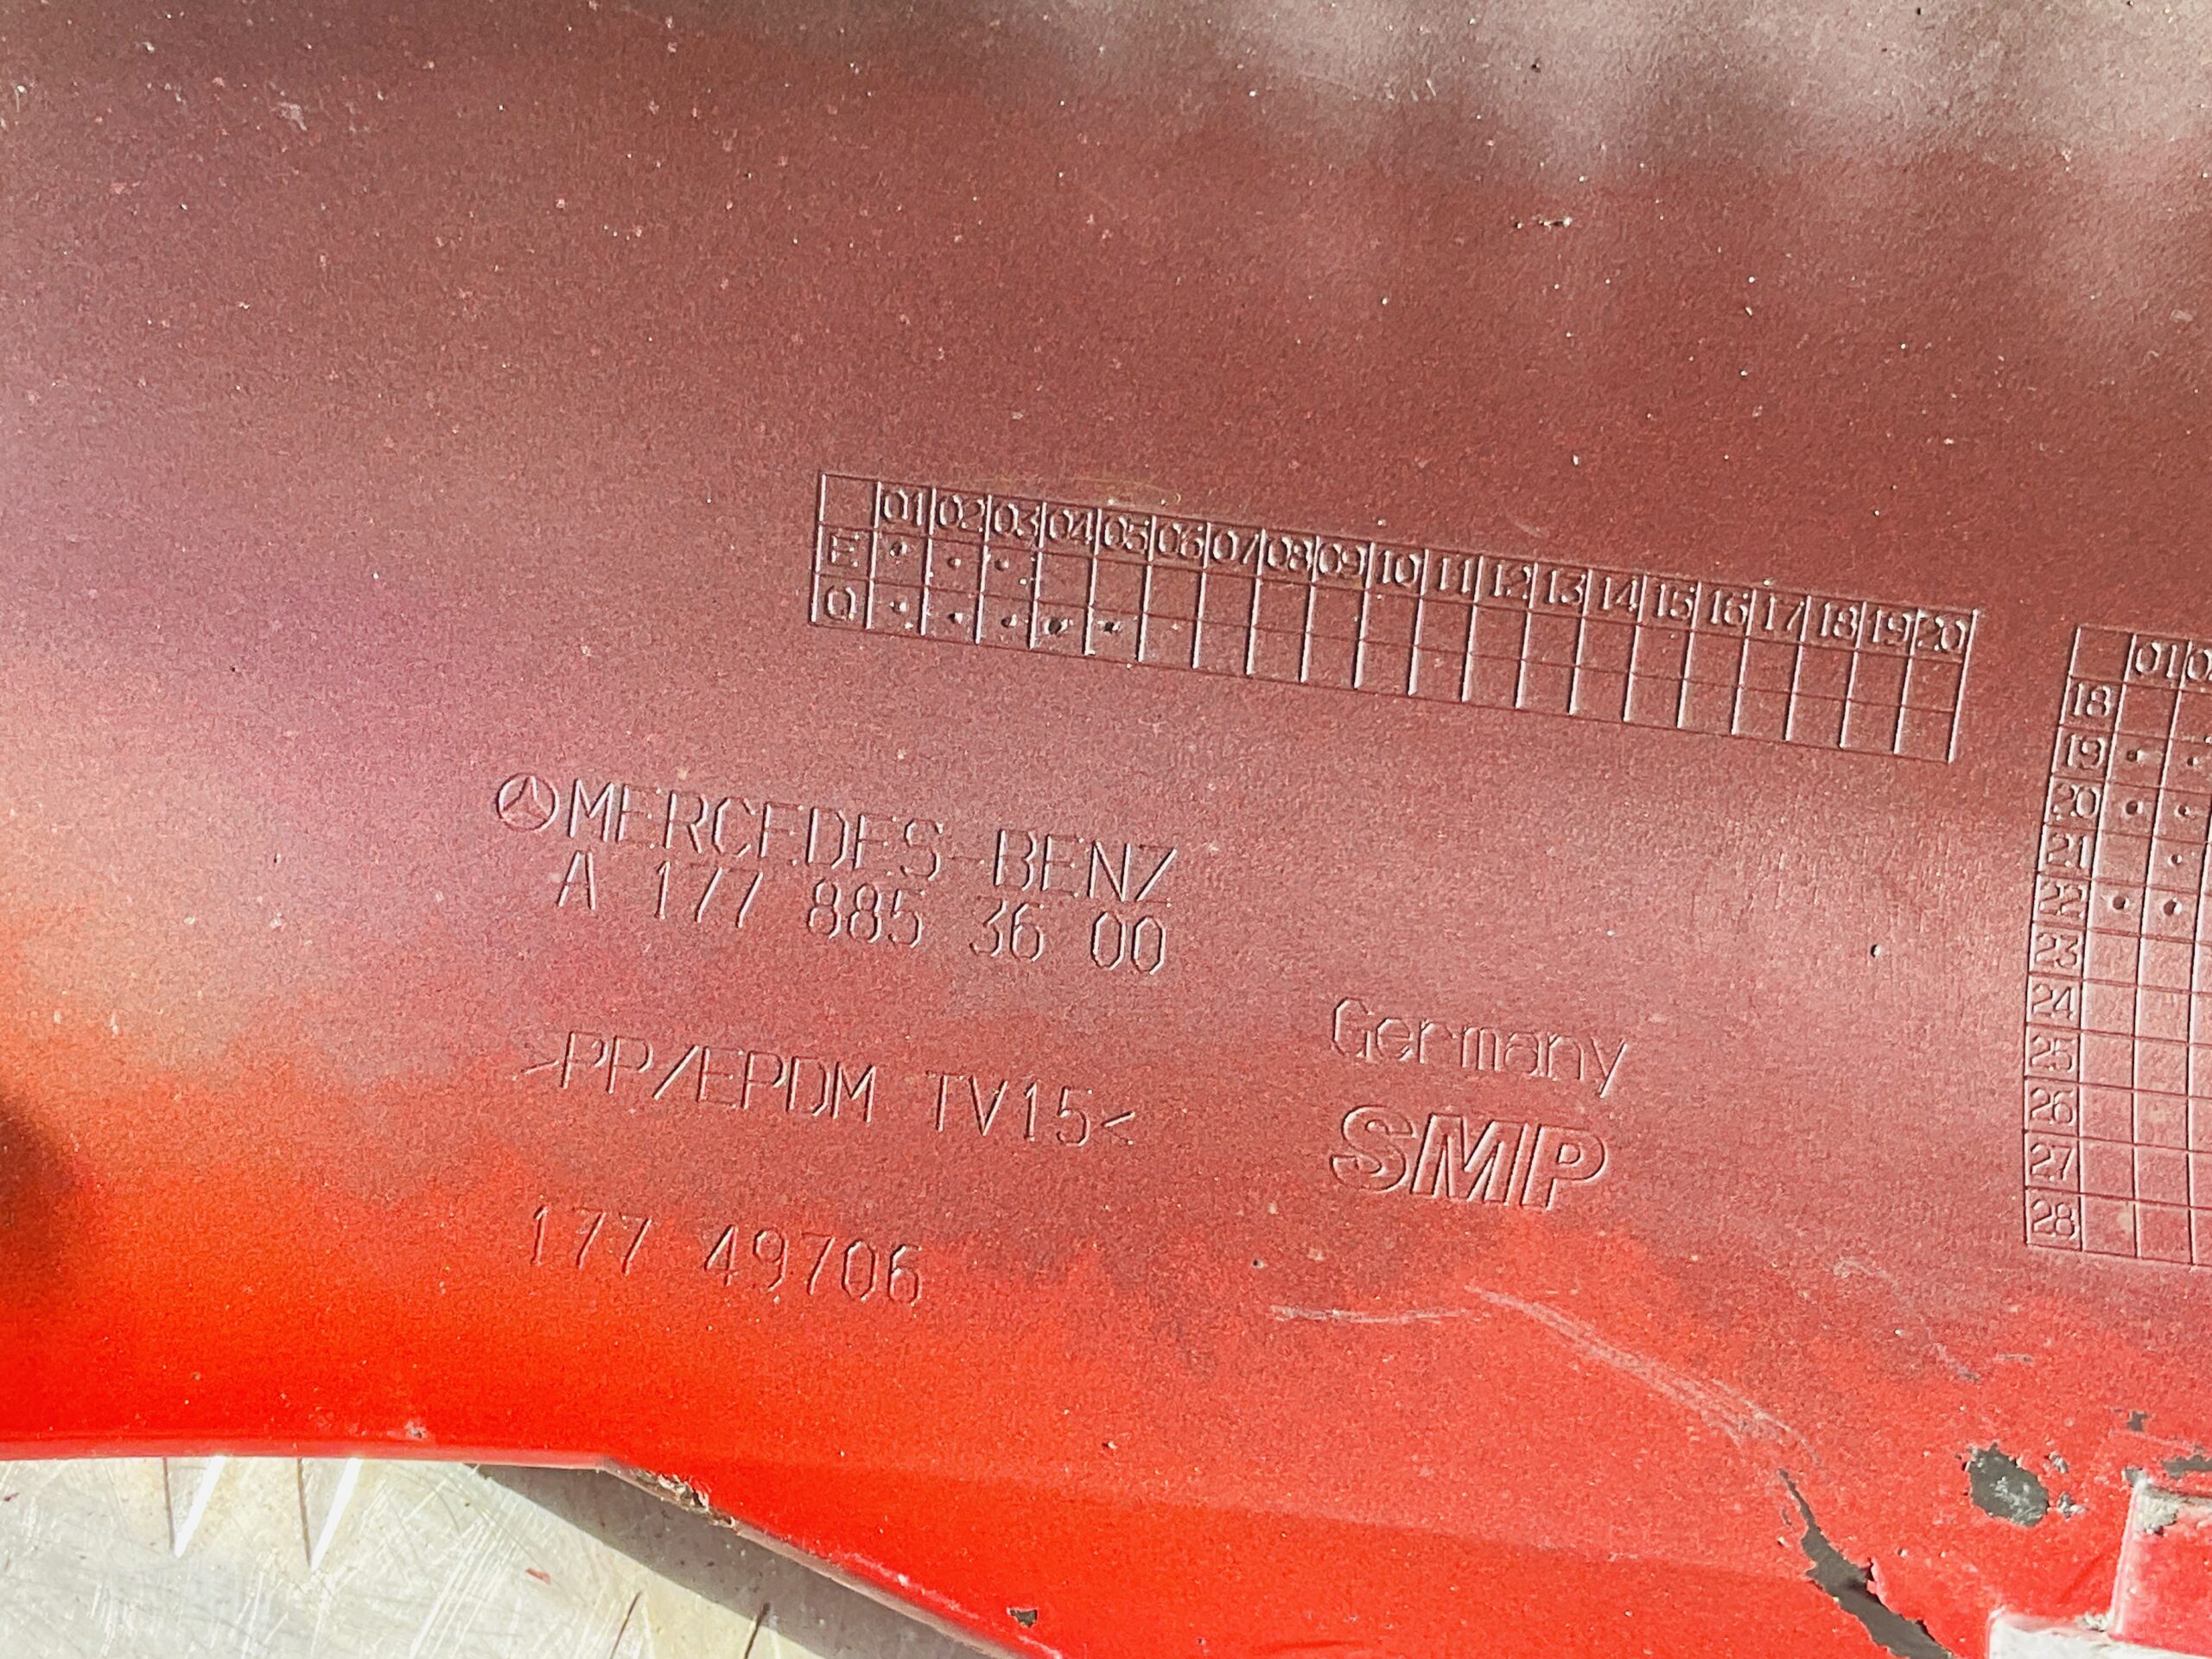 01 02 03 04 05 06 07 08 09 10 11 12 13 14 15 16 17 18 19 20
E
Q
01
18
19
20
21
22
23
24
25
26
27
28
MERCEDES-BENZ
A 177 885 36 00
>PP/EPDM TV15<
Germany
SMP
177 49706